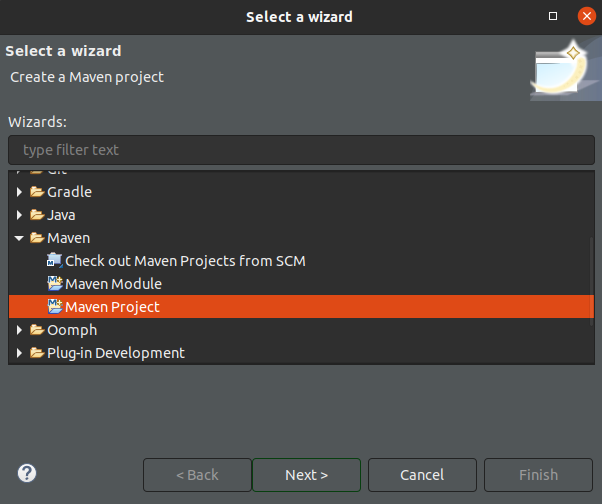 Select a wizard
Select a wizard
Create a Maven project
Wizards:
type filter text
Git
Gradle
Java
Maven
Check out Maven Projects from SCM
Maven Module
Maven Project
Oomph
Plug-in Development
?
< Back
Next >
Cancel
Finish